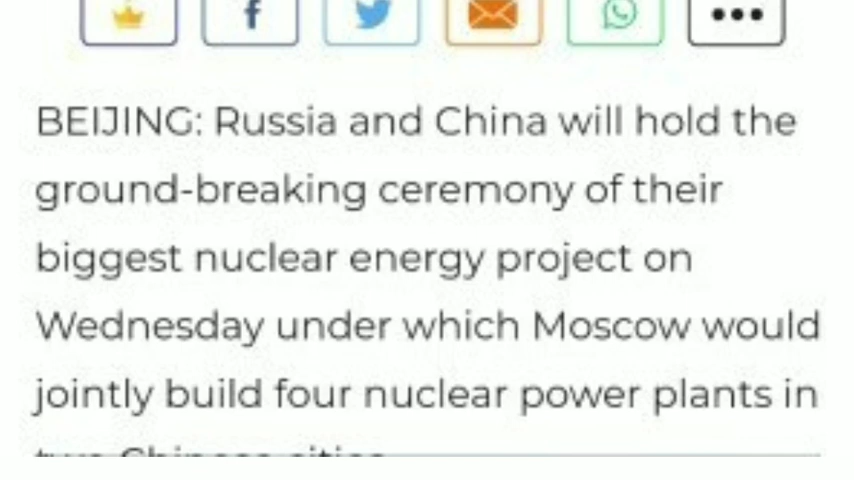 BEIJING: Russia and China will hold the
ground-breaking ceremony of their
biggest nuclear energy project on
Wednesday under which Moscow would
jointly build four nuclear power plants in